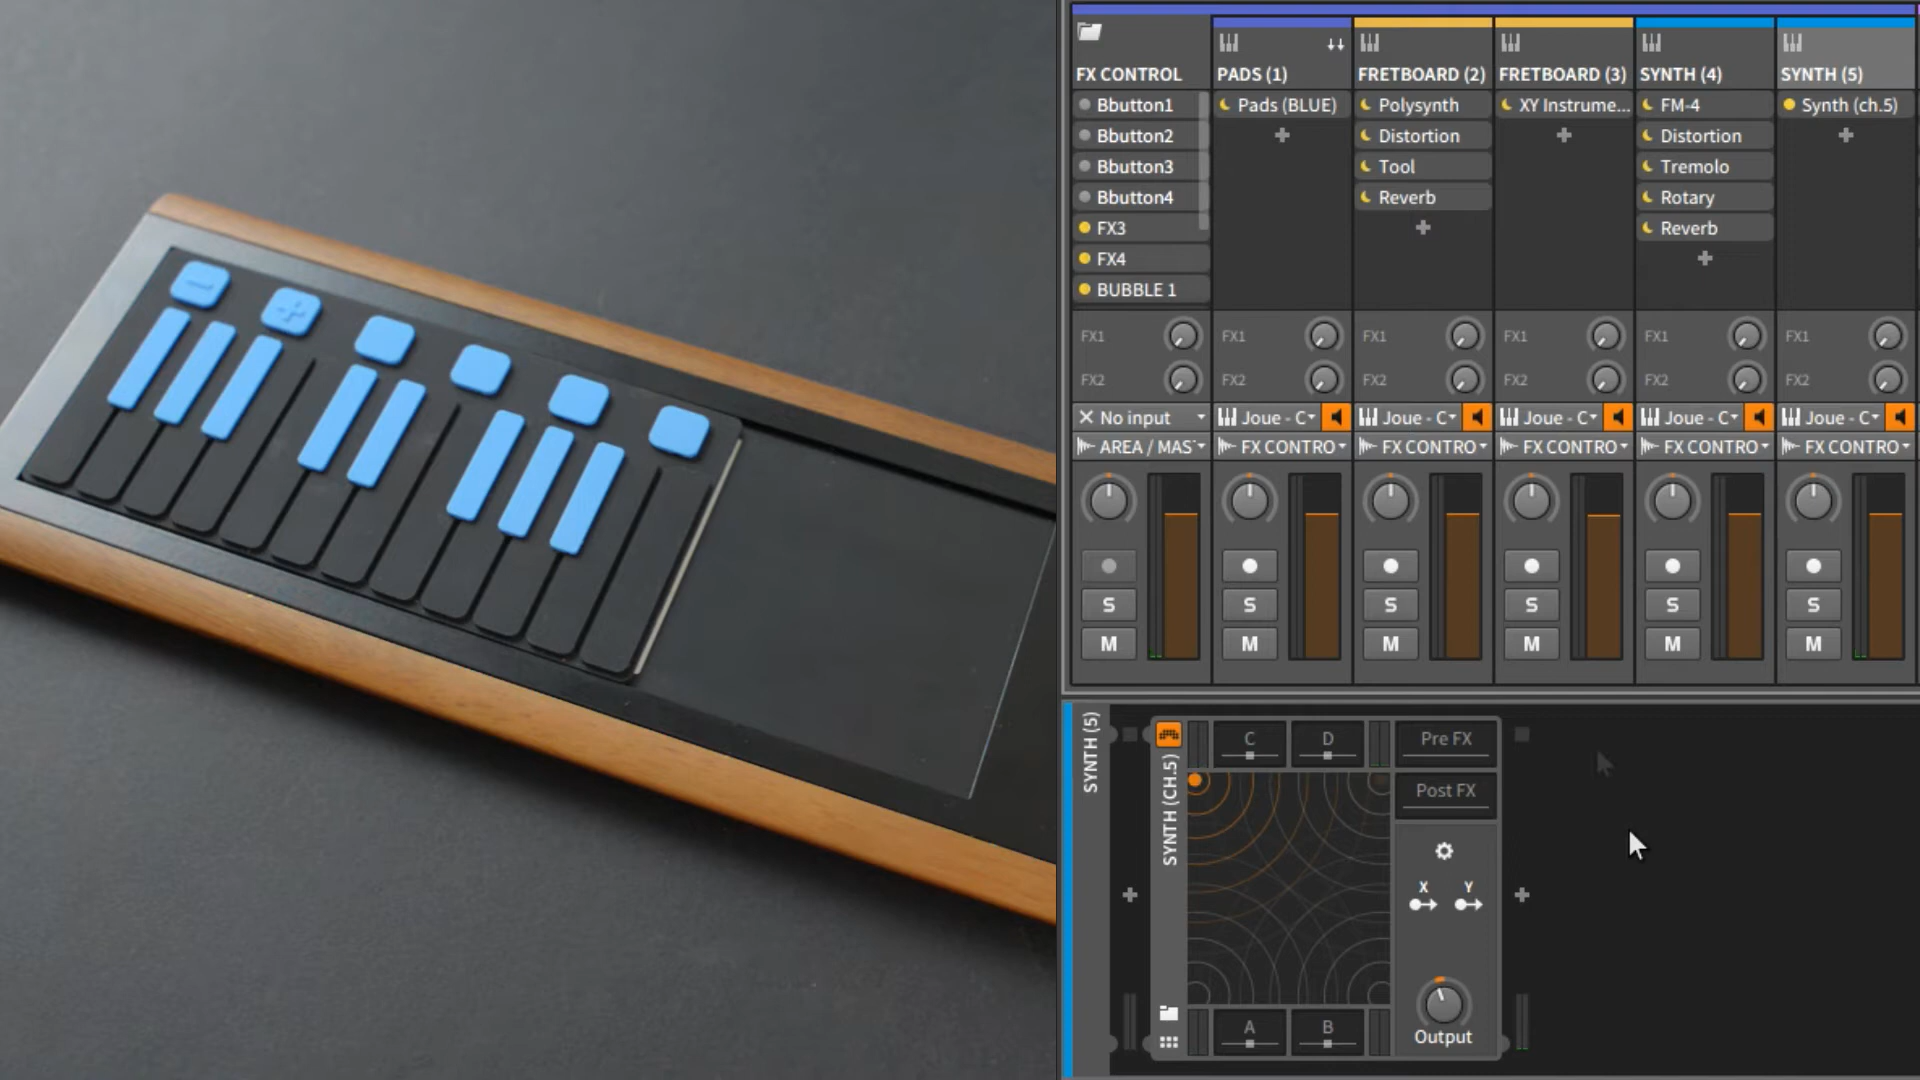 FX CONTROL
PADS (1)
FRETBOARD (2)
FRETBOARD (3)
SYNTH (4)
SYNTH (5)
Bbutton1
Pads (BLUE)
Polysynth
XY Instrume...
FM-4
Synth (ch.5)
Bbutton2
Distortion
Distortion
Bbutton3
Tool
Tremolo
Bbutton4
Reverb
Rotary
FX3
Reverb
FX4
BUBBLE 1
FX1
FX1
FX1
FX1
FX1
FX1
FX2
FX2
FX2
FX2
FX2
FX2
No input
Joue - C
Joue - C
Joue - C
Joue - C
Joue - C
AREA / MAS
FX CONTRO
FX CONTRO
FX CONTRO
FX CONTRO
FX CONTRO
S
S
S
S
S
S
M
M
M
M
M
M
SYNTH (5)
SYNTH (CH.5)
C
D
Pre FX
Post FX
X
Y
A
B
Output